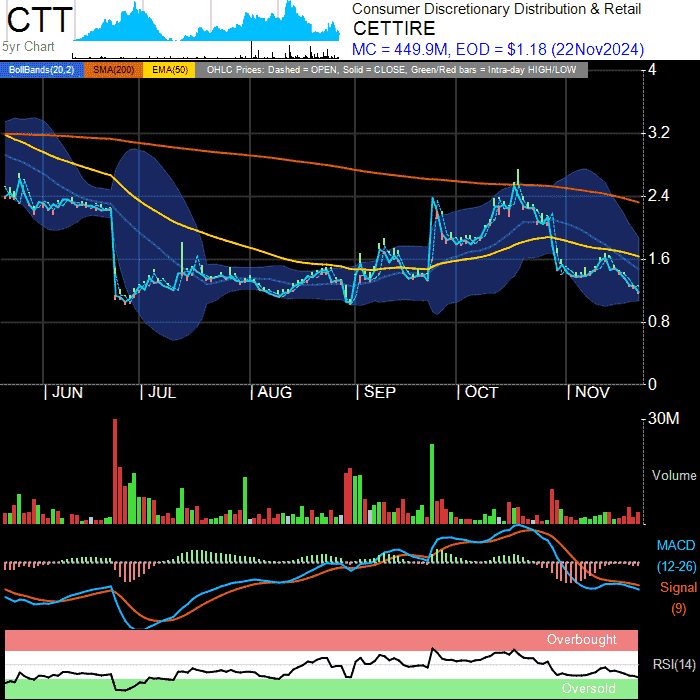 CTT
5yr Chart
Consumer Discretionary Distribution & Retail
CETTIRE
MC = 449.9M, EOD = $1.18 (22Nov2024)
BollBands(20,2) SMA(200) EMA(50) OHLC Prices: Dashed = OPEN, Solid = CLOSE, Green/Red bars = Intra-day HIGH/LOW
4
3.2
2.4
1.6
0.8
0
| JUN | JUL | AUG | SEP | OCT | NOV
30M
Volume
MACD
(12-26)
Signal
(9)
Overbought
RSI(14)
Oversold